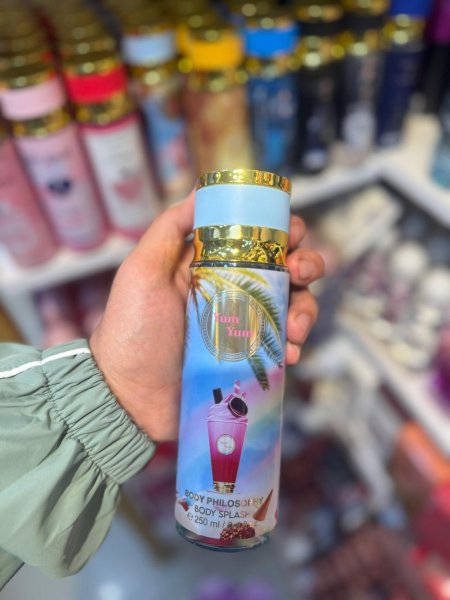 Yum
Yum
BODY PHILOSOPHY
BODY SPLASH
℮ 250 ml /